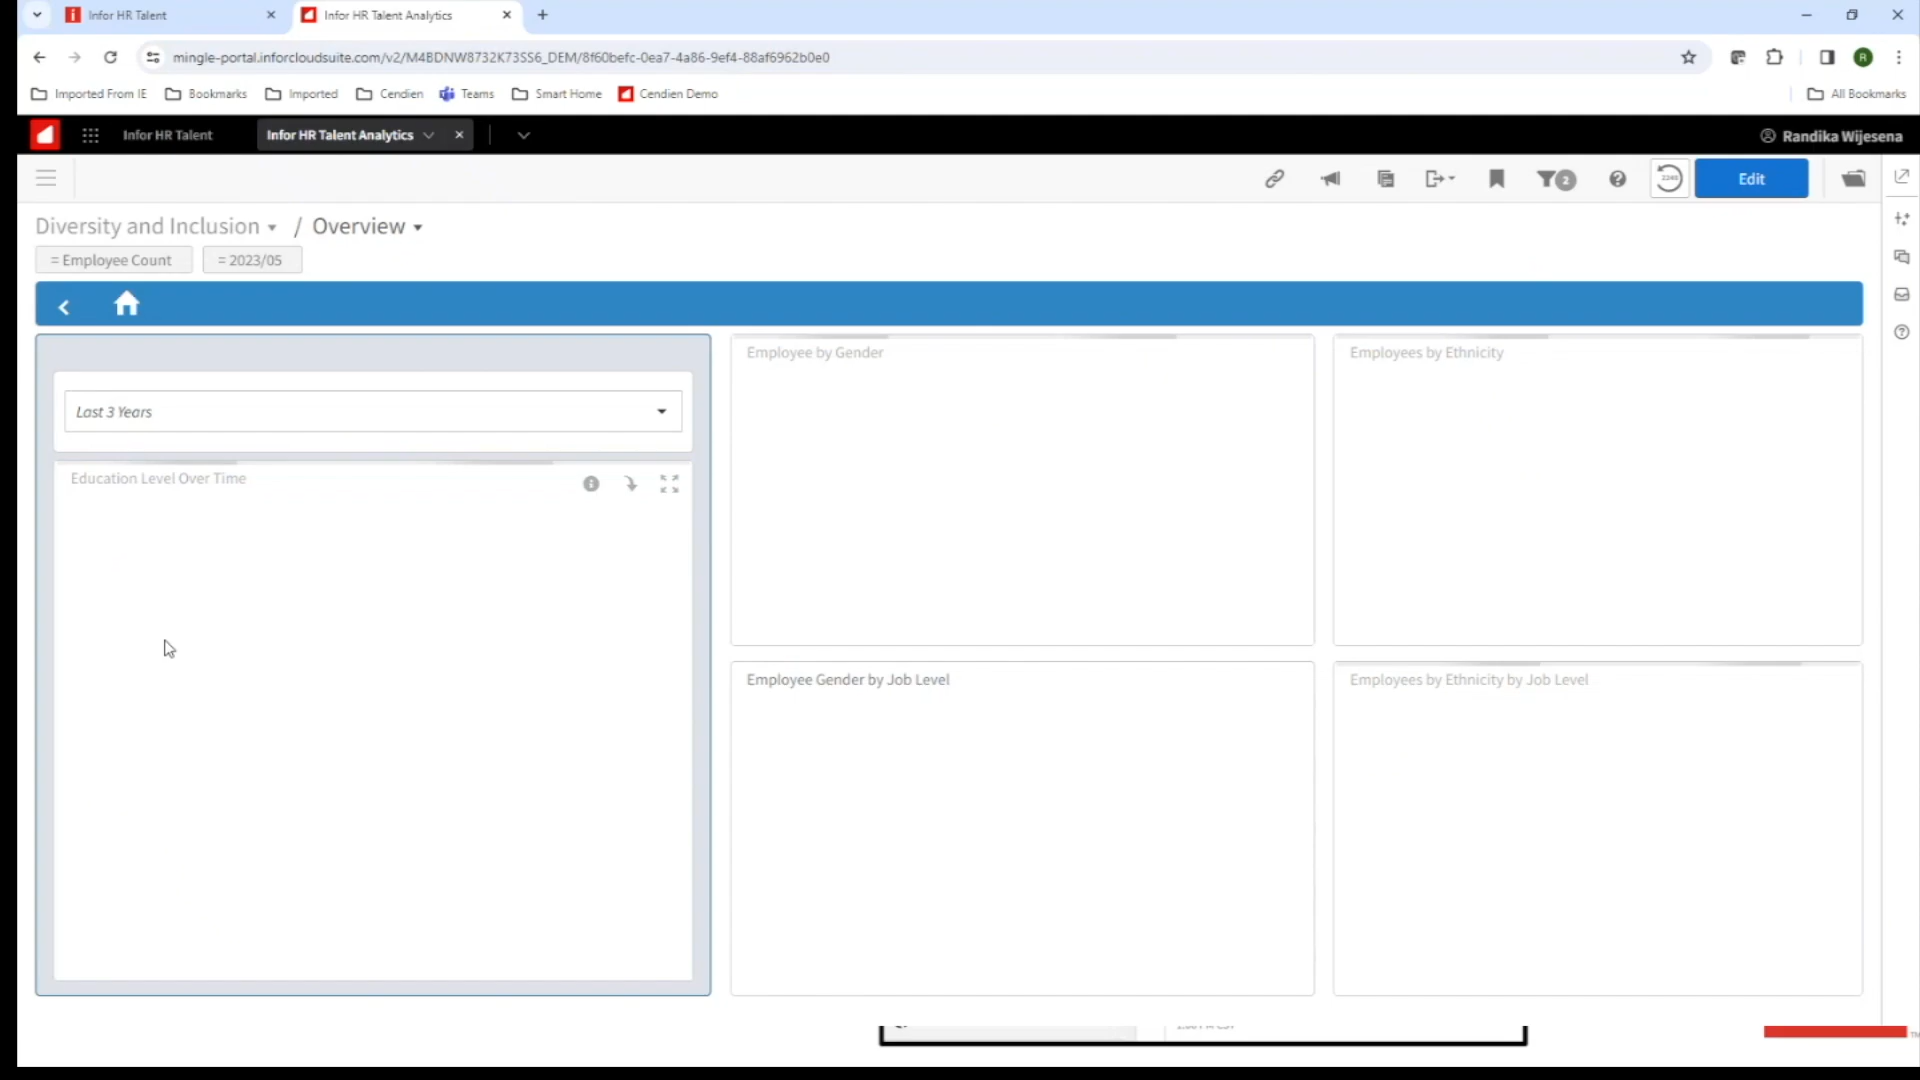 Infor HR Talent
Infor HR Talent Analytics
mingle-portal.inforcloudsuite.com/v2/M4BDNW8732K73SS6_DEM/8f60befc-0ea7-4a86-9ef4-88af6962b0e0
R
Imported From IE
Bookmarks
Imported
Cendien
Teams
Smart Home
Cendien Demo
All Bookmarks
Infor HR Talent
Infor HR Talent Analytics
Randika Wijesena
2
Edit
Diversity and Inclusion / Overview
= Employee Count
= 2023/05
Last 3 Years
Education Level Over Time
Employee by Gender
Employees by Ethnicity
Employee Gender by Job Level
Employees by Ethnicity by Job Level